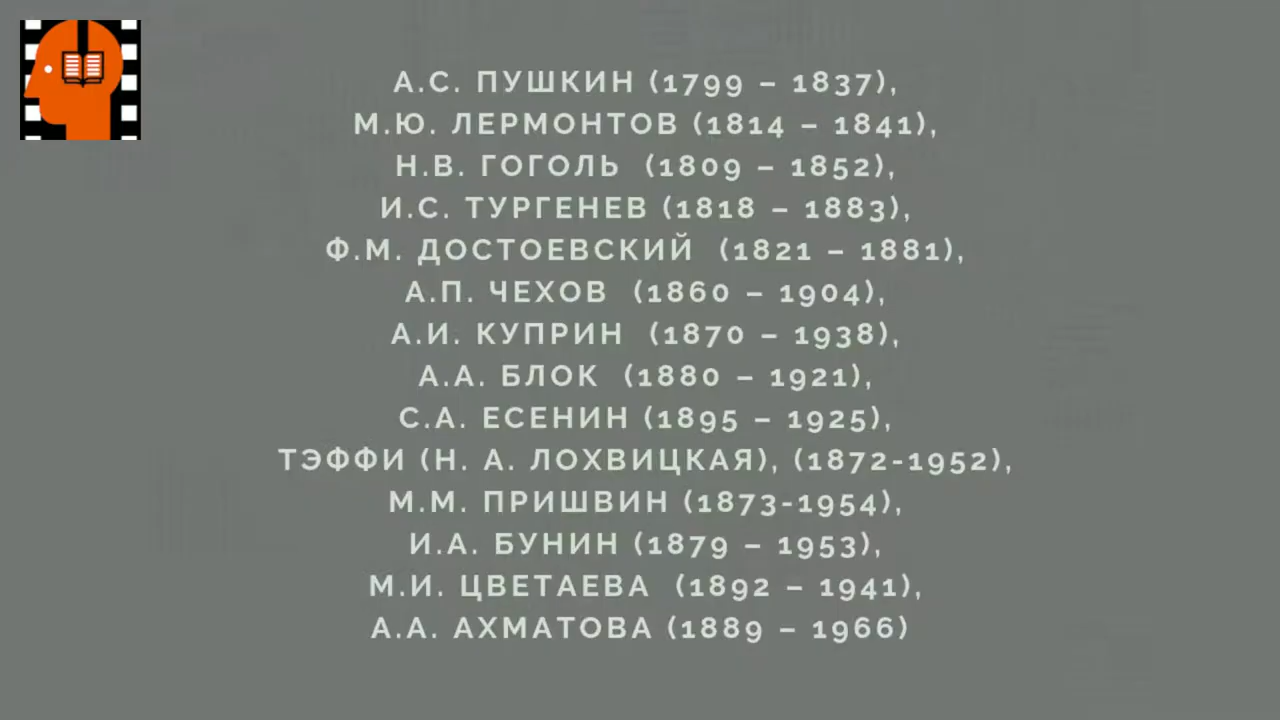 А.С. ПУШКИН (1799 – 1837),
М.Ю. ЛЕРМОНТОВ (1814 – 1841),
Н.В. ГОГОЛЬ (1809 – 1852),
И.С. ТУРГЕНЕВ (1818 – 1883),
Ф.М. ДОСТОЕВСКИЙ (1821 – 1881),
А.П. ЧЕХОВ (1860 – 1904),
А.И. КУПРИН (1870 – 1938),
А.А. БЛОК (1880 – 1921),
С.А. ЕСЕНИН (1895 – 1925),
ТЭФФИ (Н. А. ЛОХВИЦКАЯ), (1872-1952),
М.М. ПРИШВИН (1873-1954),
И.А. БУНИН (1879 – 1953),
М.И. ЦВЕТАЕВА (1892 – 1941),
А.А. АХМАТОВА (1889 – 1966)